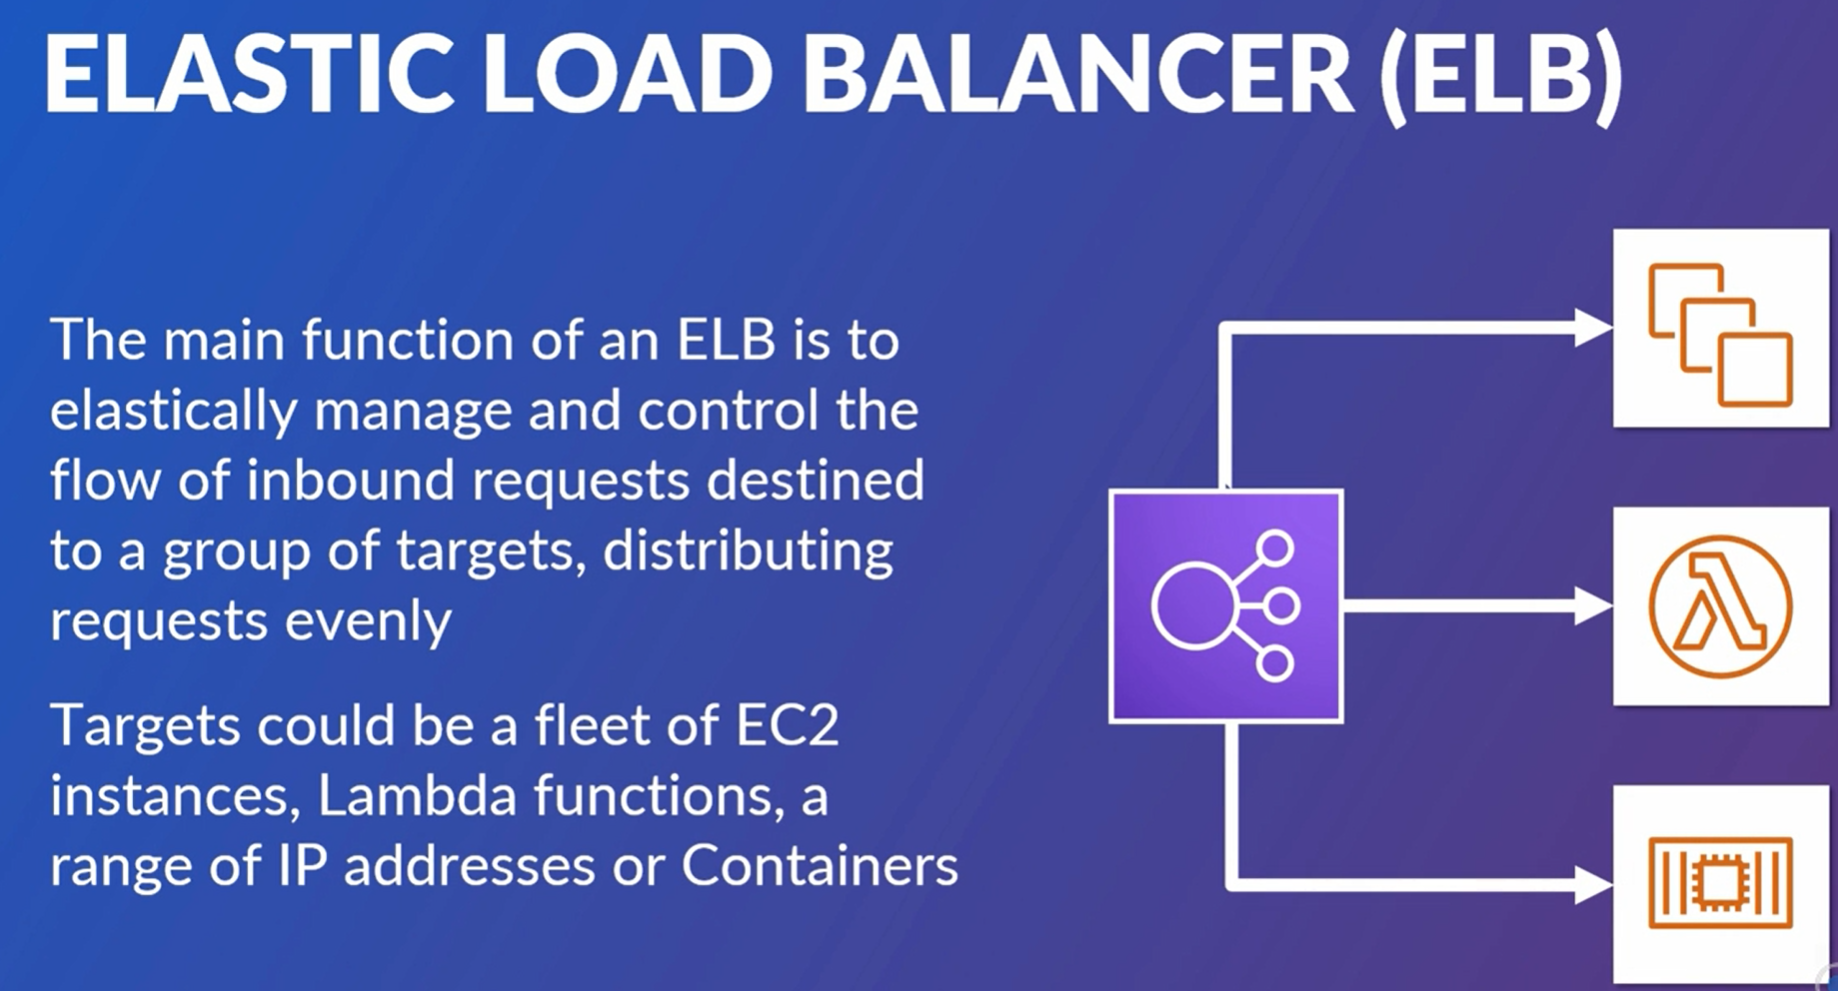 ELASTIC LOAD BALANCER (ELB)
The main function of an ELB is to
elastically manage and control the
flow of inbound requests destined
to a group of targets, distributing
requests evenly
Targets could be a fleet of EC2
instances, Lambda functions, a
range of IP addresses or Containers